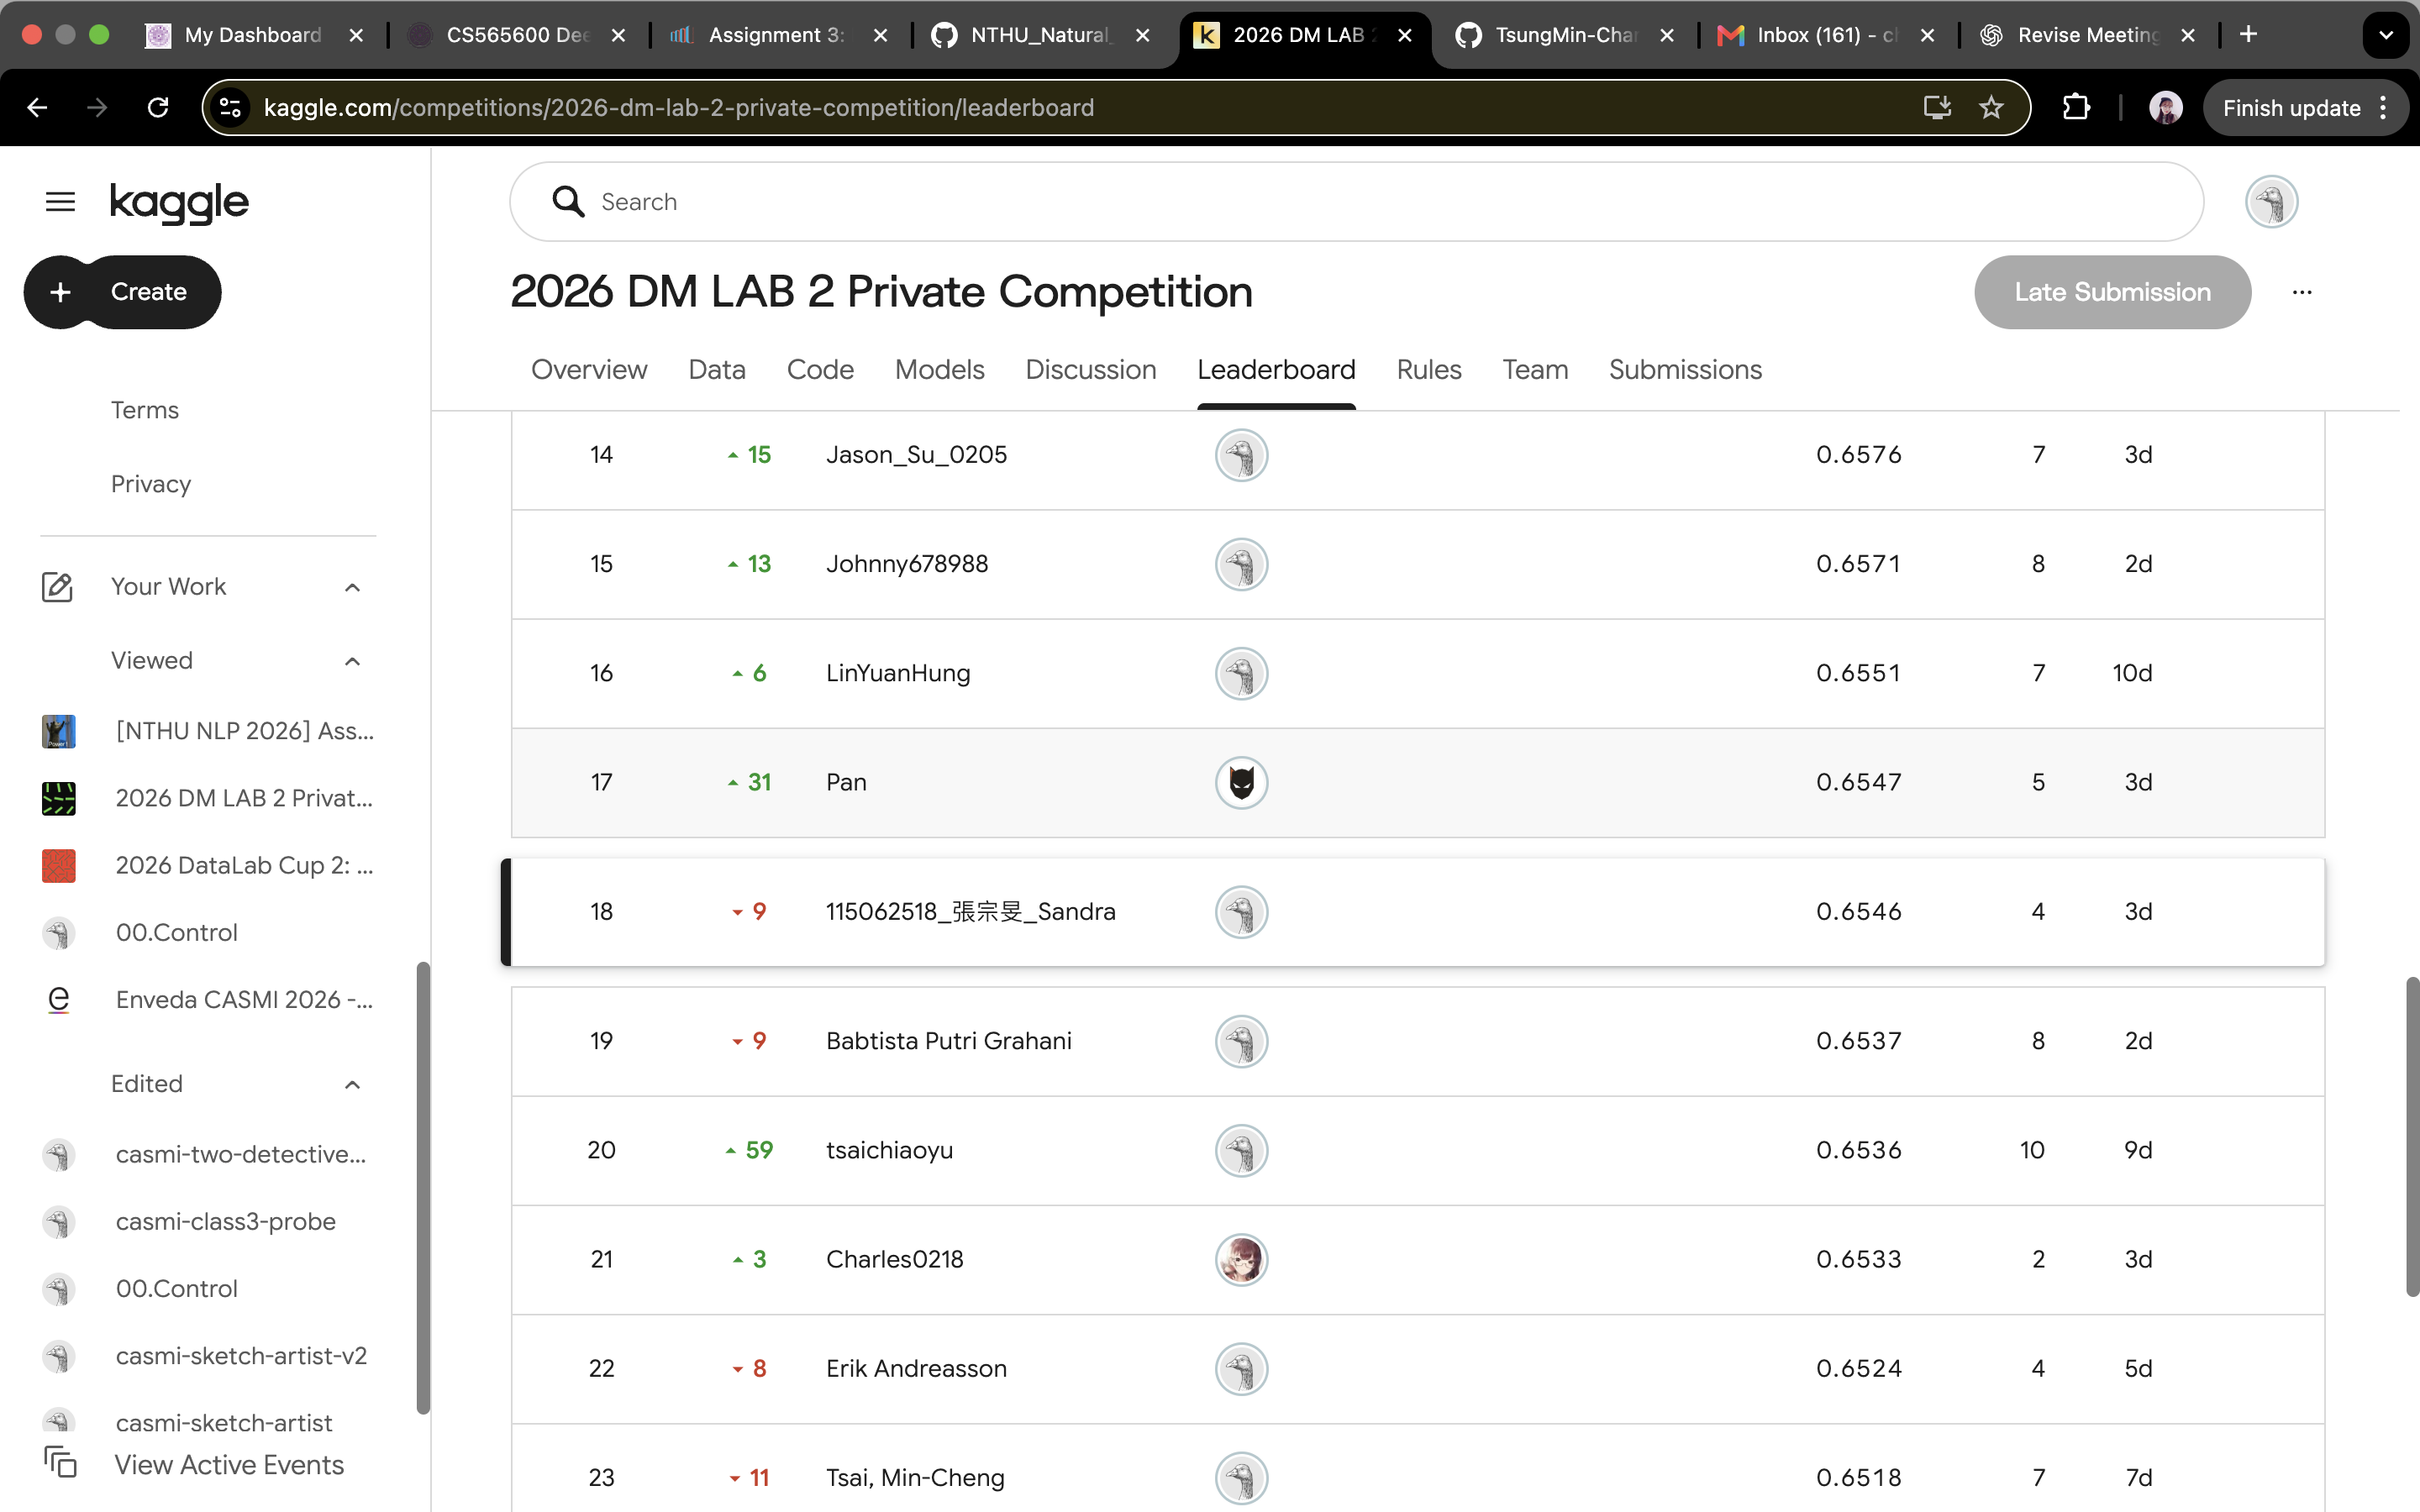 My Dashboard
CS565600 Dee
Assignment 3:
NTHU_Natural_
2026 DM LAB 2
TsungMin-Char
Inbox (161) - ch
Revise Meeting
kaggle.com/competitions/2026-dm-lab-2-private-competition/leaderboard
Finish update
kaggle
Search
Create
2026 DM LAB 2 Private Competition
Late Submission
...
Overview Data Code Models Discussion Leaderboard Rules Team Submissions
Terms
Privacy
Your Work
Viewed
[NTHU NLP 2026] Ass...
2026 DM LAB 2 Privat...
2026 DataLab Cup 2: ...
00.Control
Enveda CASMI 2026 -...
Edited
casmi-two-detective...
casmi-class3-probe
00.Control
casmi-sketch-artist-v2
casmi-sketch-artist
View Active Events
14 15 Jason_Su_0205 0.6576 7 3d
15 13 Johnny678988 0.6571 8 2d
16 6 LinYuanHung 0.6551 7 10d
17 31 Pan 0.6547 5 3d
18 9 115062518_張宗旻_Sandra 0.6546 4 3d
19 9 Babtista Putri Grahani 0.6537 8 2d
20 59 tsaichiaoyu 0.6536 10 9d
21 3 Charles0218 0.6533 2 3d
22 8 Erik Andreasson 0.6524 4 5d
23 11 Tsai, Min-Cheng 0.6518 7 7d